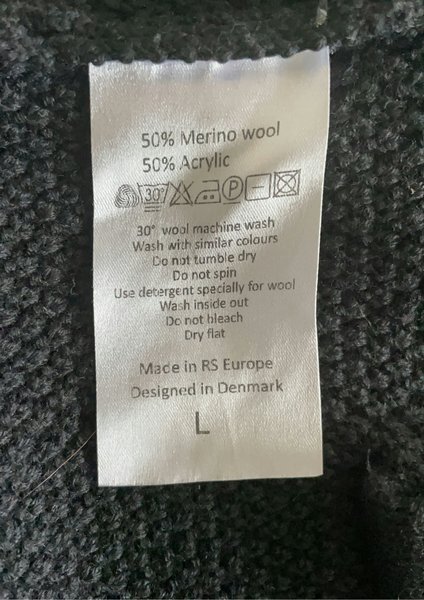 50% Merino wool
50% Acrylic
30° P
30° wool machine wash
Wash with similar colours
Do not tumble dry
Do not spin
Use detergent specially for wool
Wash inside out
Do not bleach
Dry flat
Made in RS Europe
Designed in Denmark
L